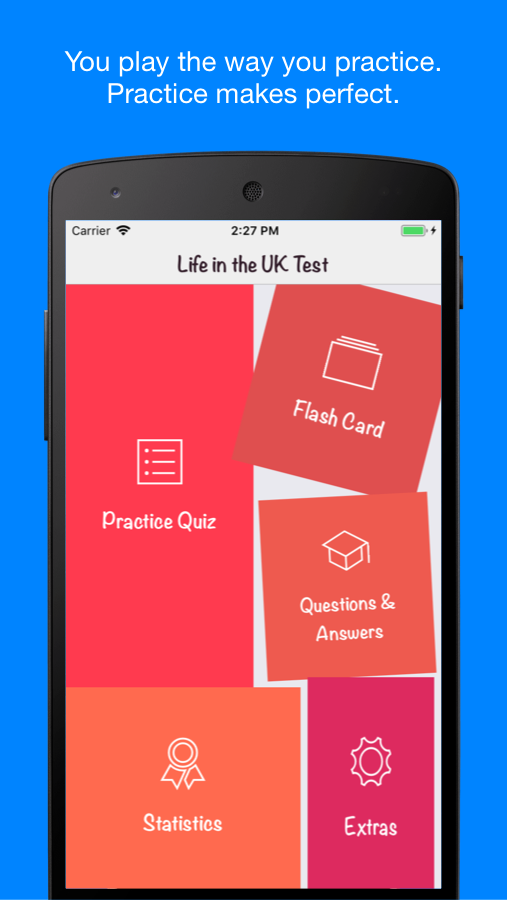 You play the way you practice.
Practice makes perfect.
Carrier 2:27 PM
Life in the UK Test
Flash Card
Practice Quiz
Questions &
Answers
Statistics
Extras